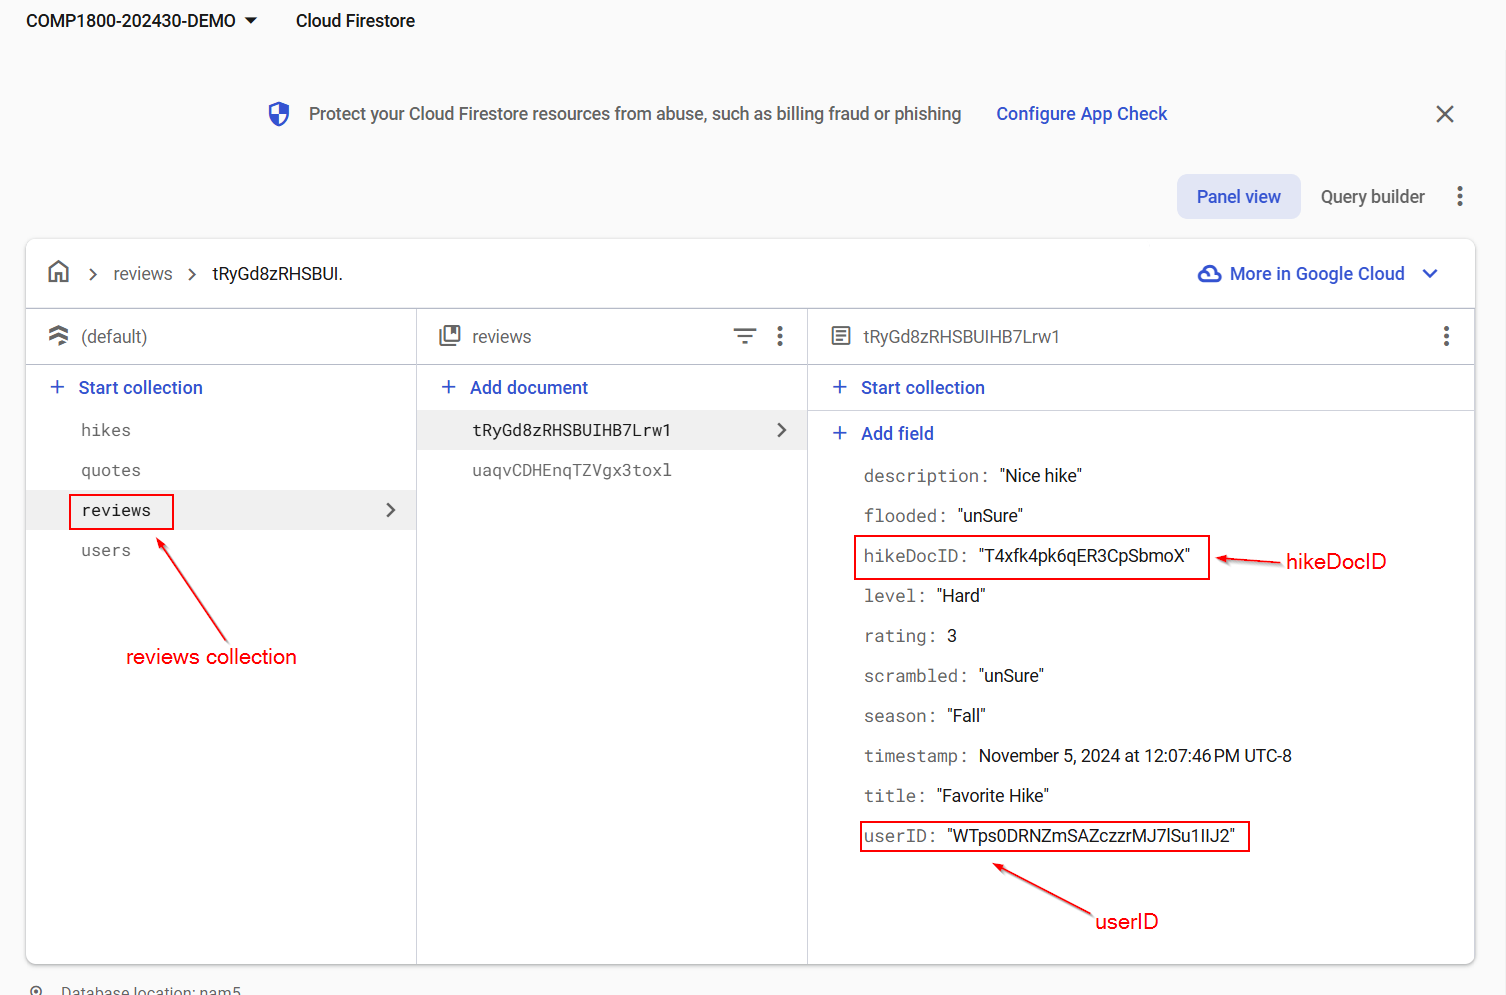 COMP1800-202430-DEMO
Cloud Firestore
Protect your Cloud Firestore resources from abuse, such as billing fraud or phishing
Configure App Check
Panel view
Query builder
reviews
tRyGd8zRHSBUI.
More in Google Cloud
(default)
reviews
tRyGd8zRHSBUIHB7Lrw1
Start collection
Add document
Start collection
hikes
quotes
reviews
users
reviews collection
tRyGd8zRHSBUIHB7Lrw1
uaqvCDHEnqTZVgx3toxl
Add field
description: "Nice hike"
flooded: "unSure"
hikeDocID: "T4xfk4pk6qER3CpSbmoX"
hikeDocID
level: "Hard"
rating: 3
scrambled: "unSure"
season: "Fall"
timestamp: November 5, 2024 at 12:07:46 PM UTC-8
title: "Favorite Hike"
userID: "WTps0DRNZmSAZczzrMJ7lSu1IIJ2"
userID
Database location: nam5